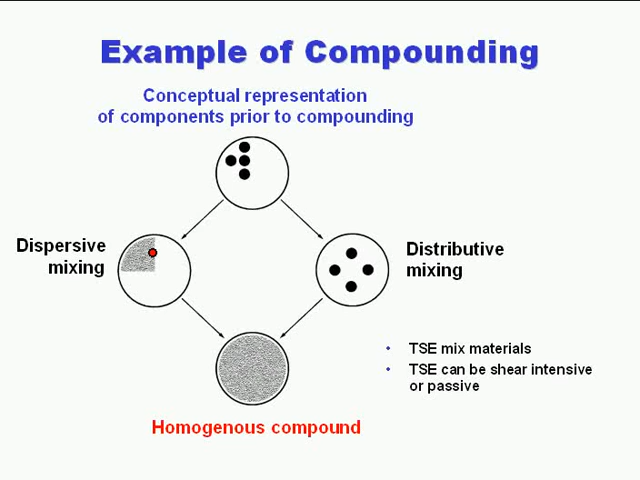 Example of Compounding
Conceptual representation
of components prior to compounding
Dispersive
mixing
Distributive
mixing
• TSE mix materials
• TSE can be shear intensive
or passive
Homogenous compound